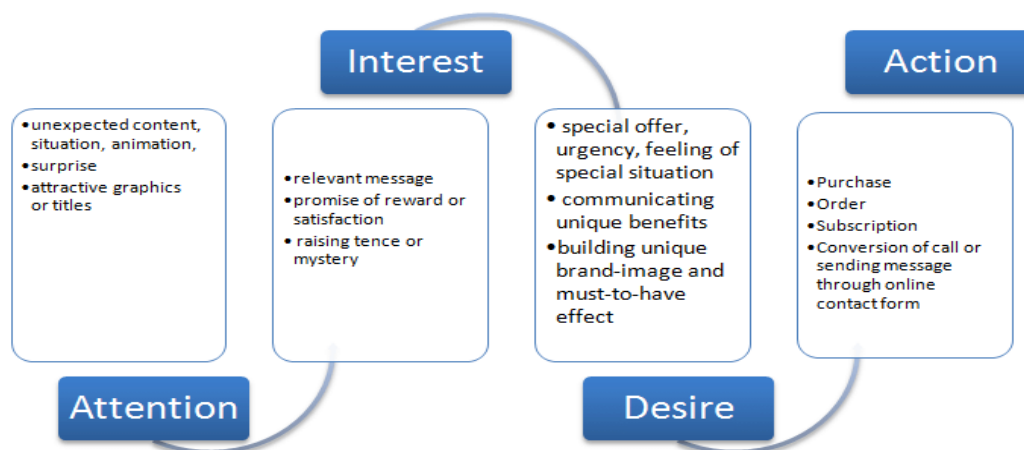 Attention
•unexpected content,
situation, animation,
•surprise
•attractive graphics
or titles
Interest
•relevant message
•promise of reward or
satisfaction
• raising tence or
mystery
Desire
• special offer,
urgency, feeling of
special situation
• communicating
unique benefits
•building unique
brand-image and
must-to-have
effect
Action
•Purchase
•Order
•Subscription
•Conversion of call or
sending message
through online
contact form